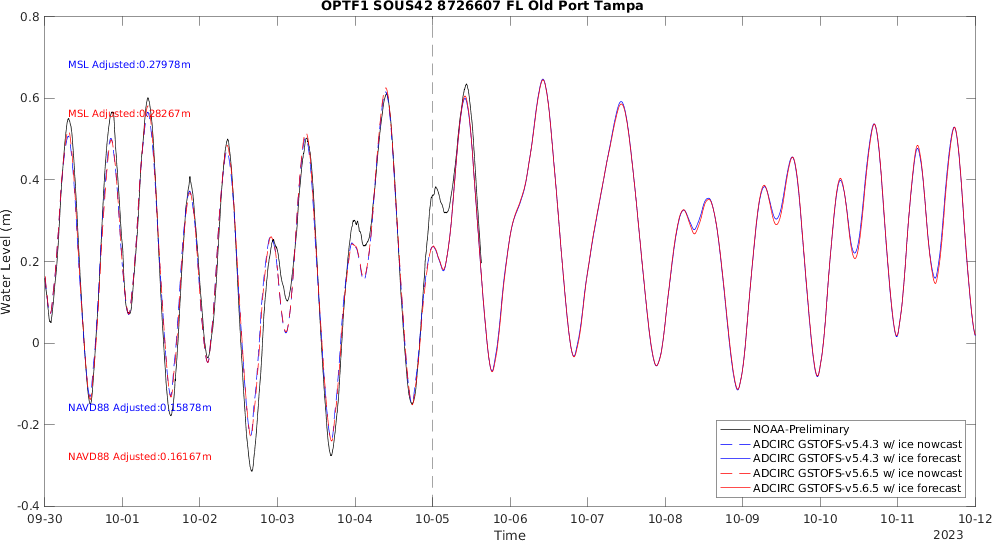 OPTF1 SOUS42 8726607 FL Old Port Tampa
0.8
0.6
0.4
0.2
0
-0.2
-0.4
Water Level (m)
MSL Adjusted:0.27978m
MSL Adjusted:0.28267m
NAVD88 Adjusted:0.15878m
NAVD88 Adjusted:0.16167m
NOAA-Preliminary
ADCIRC GSTOFS-v5.4.3 w/ ice nowcast
ADCIRC GSTOFS-v5.4.3 w/ ice forecast
ADCIRC GSTOFS-v5.6.5 w/ ice nowcast
ADCIRC GSTOFS-v5.6.5 w/ ice forecast
09-30 10-01 10-02 10-03 10-04 10-05 10-06 10-07 10-08 10-09 10-10 10-11 10-12
Time
2023